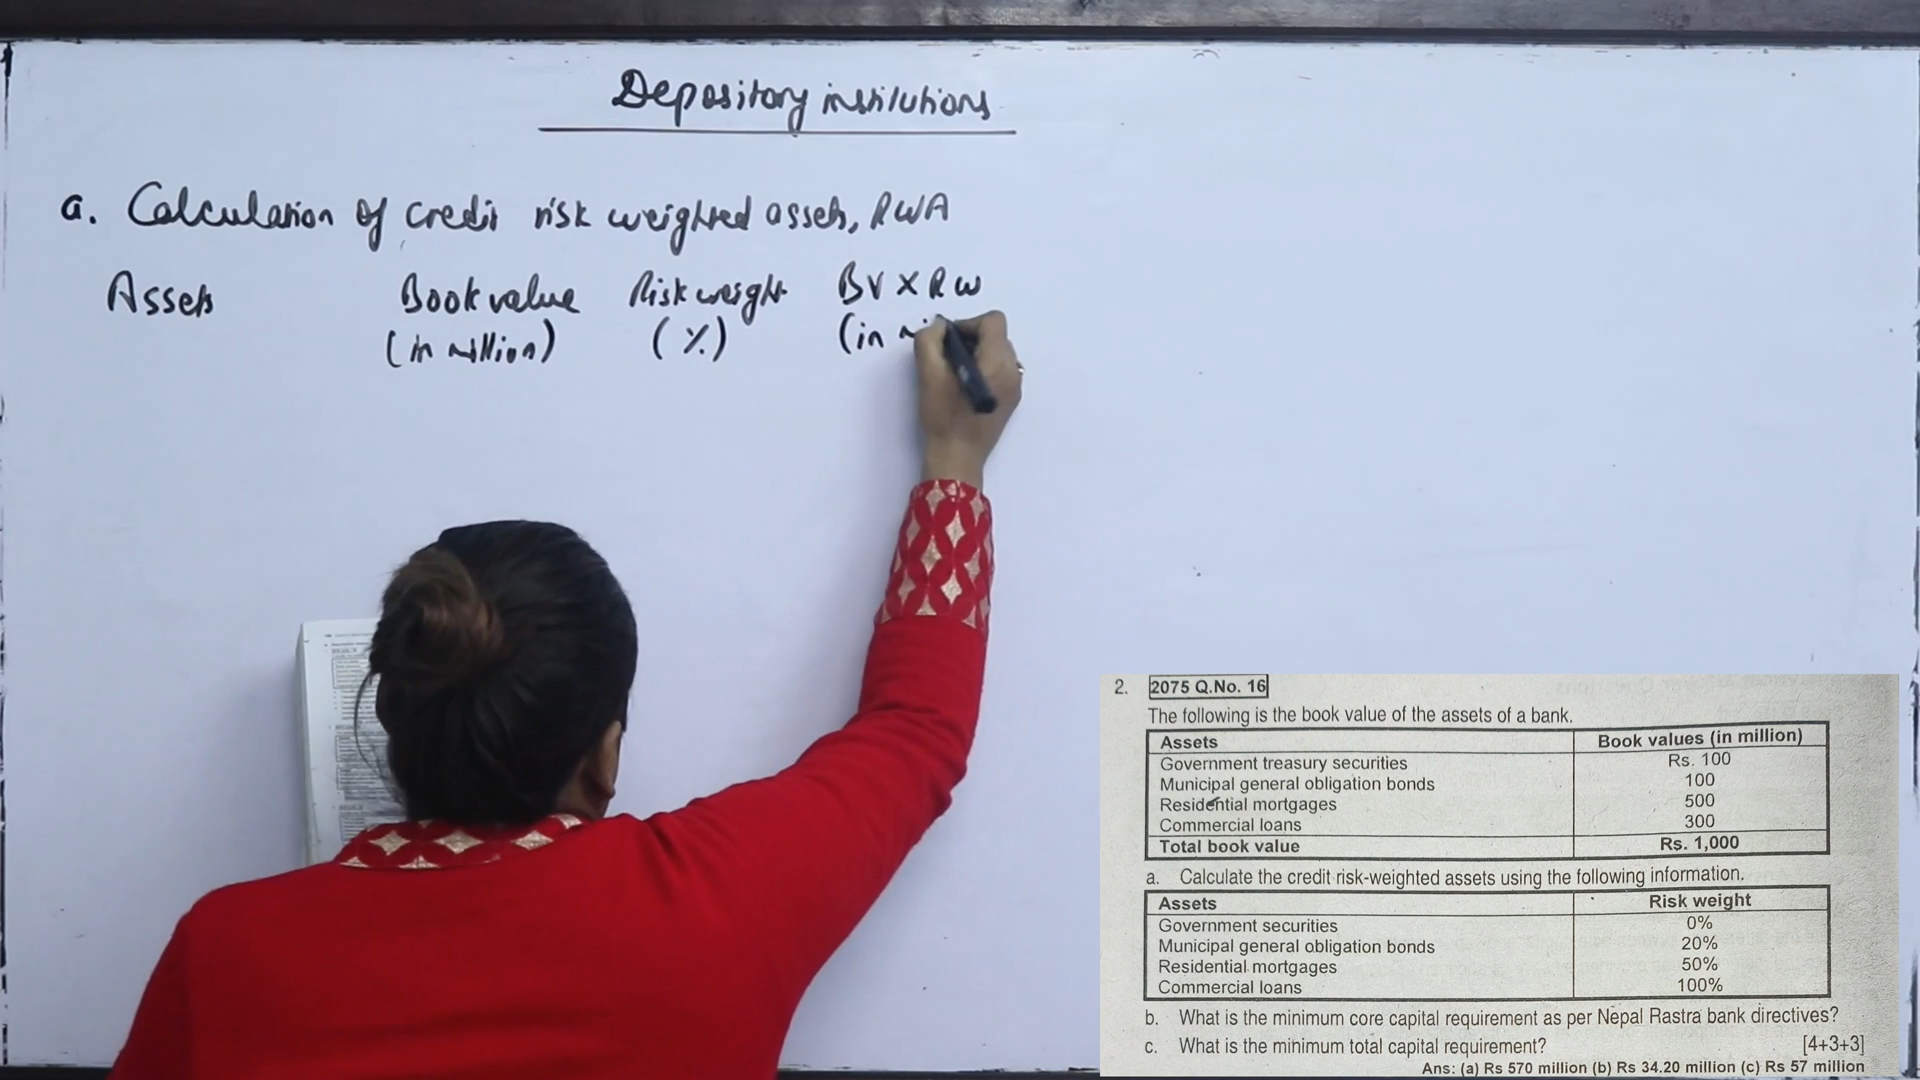 Depository institutions
a. Calculation of credit risk weighted assets, RWA
Assets Book value Risk weight BV X RW
(in million) (%) (in
2. 2075 Q.No. 16
The following is the book value of the assets of a bank.
Assets Book values (in million)
Government treasury securities Rs. 100
Municipal general obligation bonds 100
Residential mortgages 500
Commercial loans 300
Total book value Rs. 1,000
a. Calculate the credit risk-weighted assets using the following information.
Assets Risk weight
Government securities 0%
Municipal general obligation bonds 20%
Residential mortgages 50%
Commercial loans 100%
b. What is the minimum core capital requirement as per Nepal Rastra bank directives?
c. What is the minimum total capital requirement? [4+3+3]
Ans: (a) Rs 570 million (b) Rs 34.20 million (c) Rs 57 million